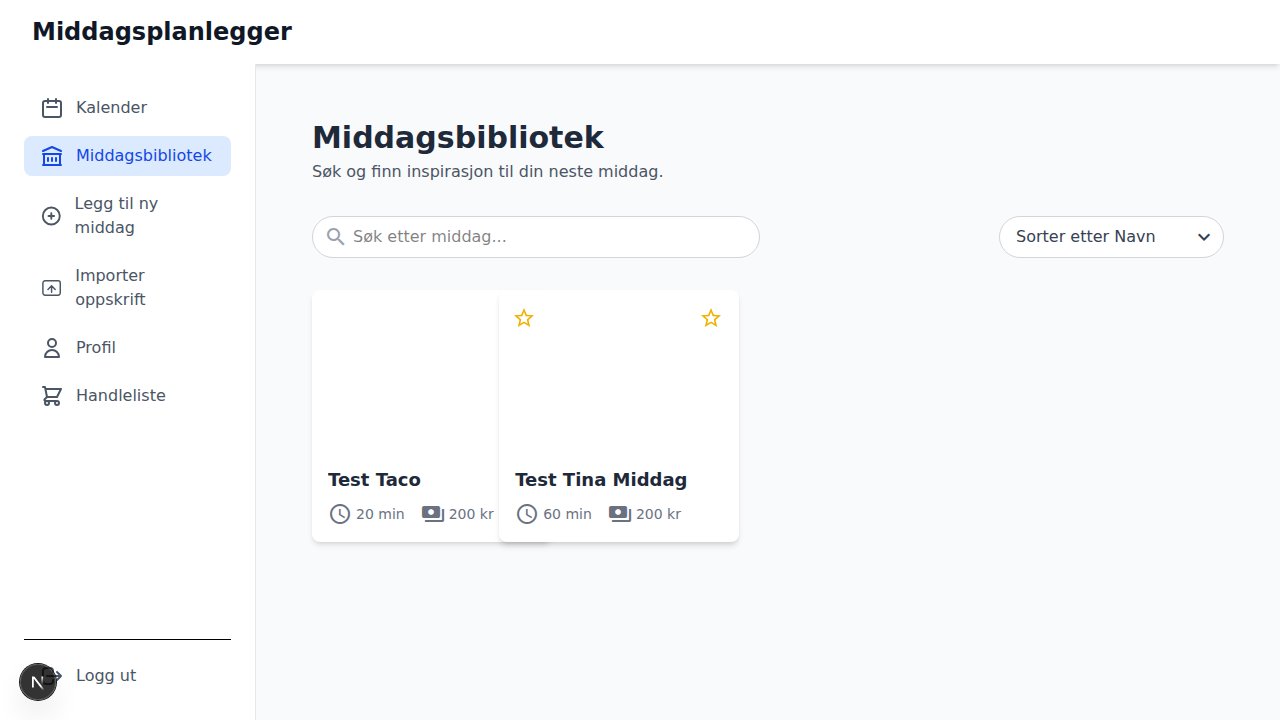 Middagsplanlegger
Kalender
Middagsbibliotek
Legg til ny
middag
Importer
oppskrift
Profil
Handleliste
N
Logg ut
Middagsbibliotek
Søk og finn inspirasjon til din neste middag.
Søk etter middag...
Sorter etter Navn
Test Taco
20 min 200 kr
Test Tina Middag
60 min 200 kr